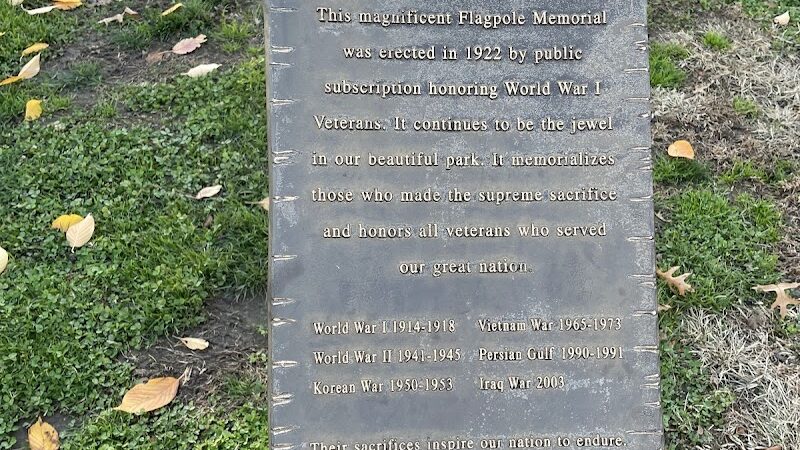 This magnificent Flagpole Memorial
was erected in 1922 by public
subscription honoring World War I
Veterans. It continues to be the jewel
in our beautiful park. It memorializes
those who made the supreme sacrifice
and honors all veterans who served
our great nation.
World War I 1914-1918 Vietnam War 1965-1973
World War II 1941-1945 Persian Gulf 1990-1991
Korean War 1950-1953 Iraq War 2003
Their sacrifices inspire our nation to endure.